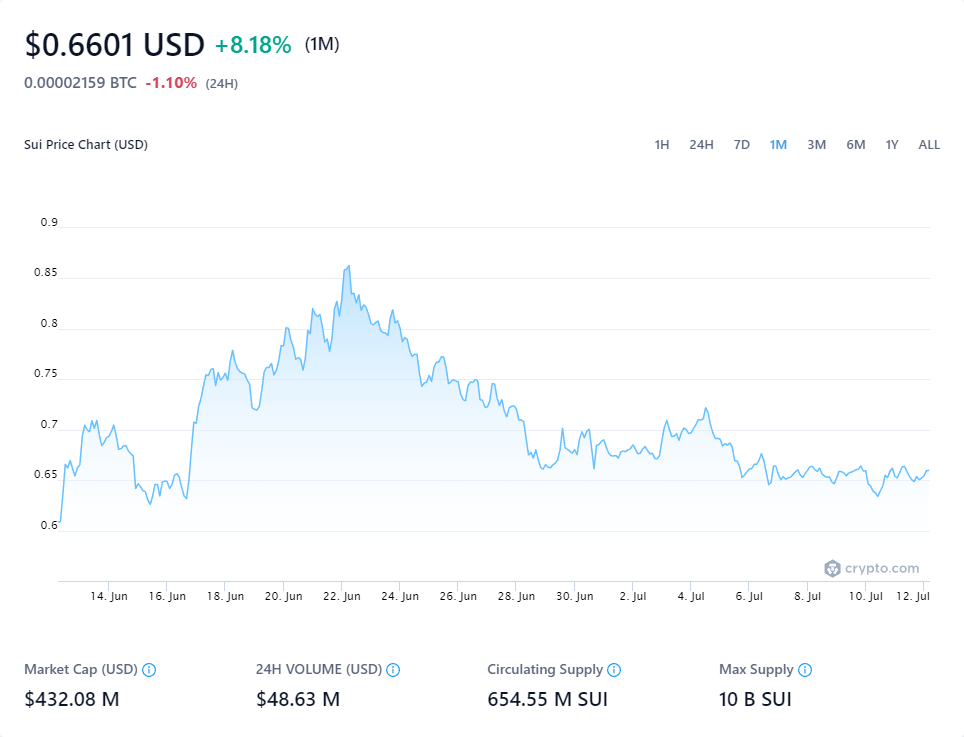 $0.6601 USD +8.18% (1M)
0.00002159 BTC -1.10% (24H)
Sui Price Chart (USD) 1H 24H 7D 1M 3M 6M 1Y ALL
0.9
0.85
0.8
0.75
0.7
0.65
0.6
crypto.com
14. Jun 16. Jun 18. Jun 20. Jun 22. Jun 24. Jun 26. Jun 28. Jun 30. Jun 2. Jul 4. Jul 6. Jul 8. Jul 10. Jul 12. Jul
Market Cap (USD) 24H VOLUME (USD) Circulating Supply Max Supply
$432.08 M $48.63 M 654.55 M SUI 10 B SUI